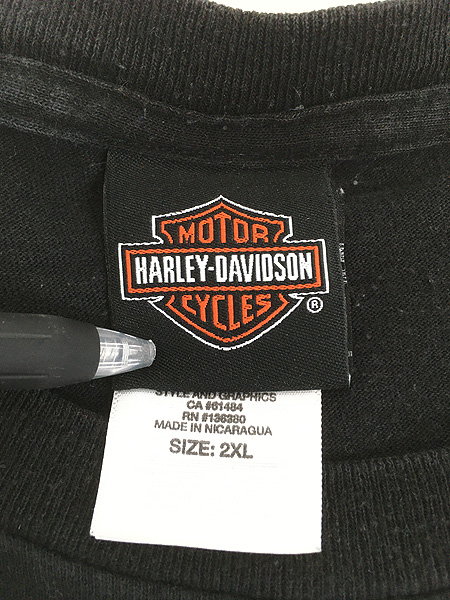 MOTOR
HARLEY-DAVIDSON
CYCLES
®
STYLE AND GRAPHICS
CA #61484
RN #136380
MADE IN NICARAGUA
SIZE: 2XL